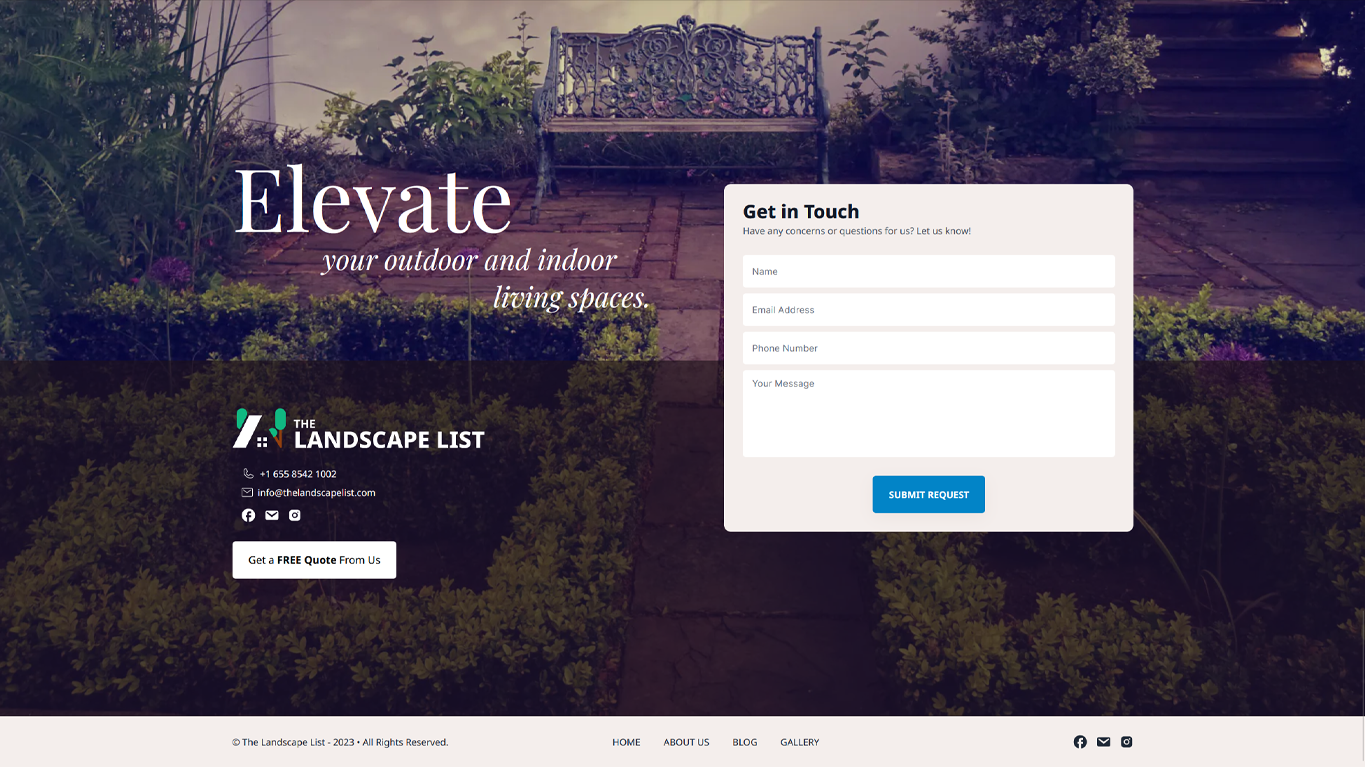 Elevate
your outdoor and indoor
living spaces.
THE
LANDSCAPE LIST
+1 655 8542 1002
info@thelandscapelist.com
Get a FREE Quote From Us
Get in Touch
Have any concerns or questions for us? Let us know!
Name
Email Address
Phone Number
Your Message
SUBMIT REQUEST
© The Landscape List - 2023 • All Rights Reserved.
HOME ABOUT US BLOG GALLERY